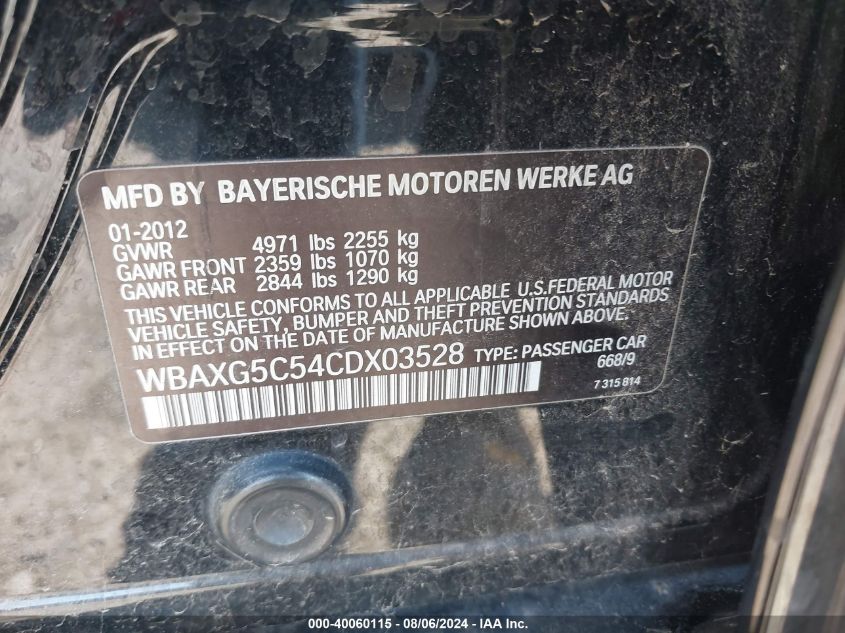 MFD BY BAYERISCHE MOTOREN WERKE AG
01-2012
GVWR 4971 lbs 2255 kg
GAWR FRONT 2359 lbs 1070 kg
GAWR REAR 2844 lbs 1290 kg
THIS VEHICLE CONFORMS TO ALL APPLICABLE U.S.FEDERAL MOTOR
VEHICLE SAFETY, BUMPER AND THEFT PREVENTION STANDARDS
IN EFFECT ON THE DATE OF MANUFACTURE SHOWN ABOVE.
WBAXG5C54CDX03528 TYPE: PASSENGER CAR
668/9
7 315 814
000-40060115 - 08/06/2024 - IAA, Inc.